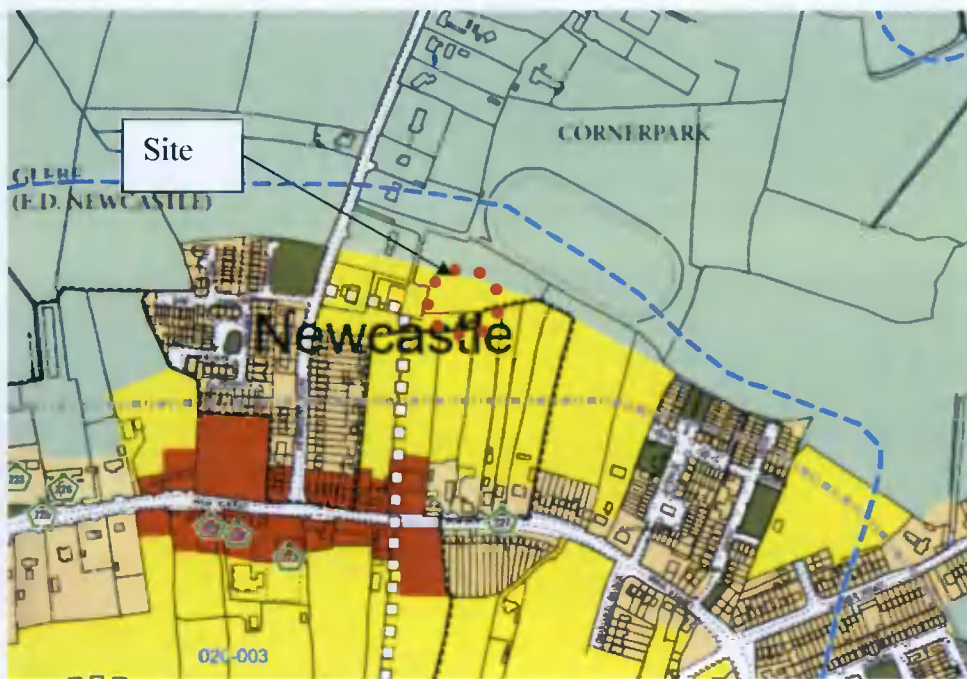 CORNERPARK
Site
GLEBE
(E.D. NEWCASTLE)
Newcastle
020-003